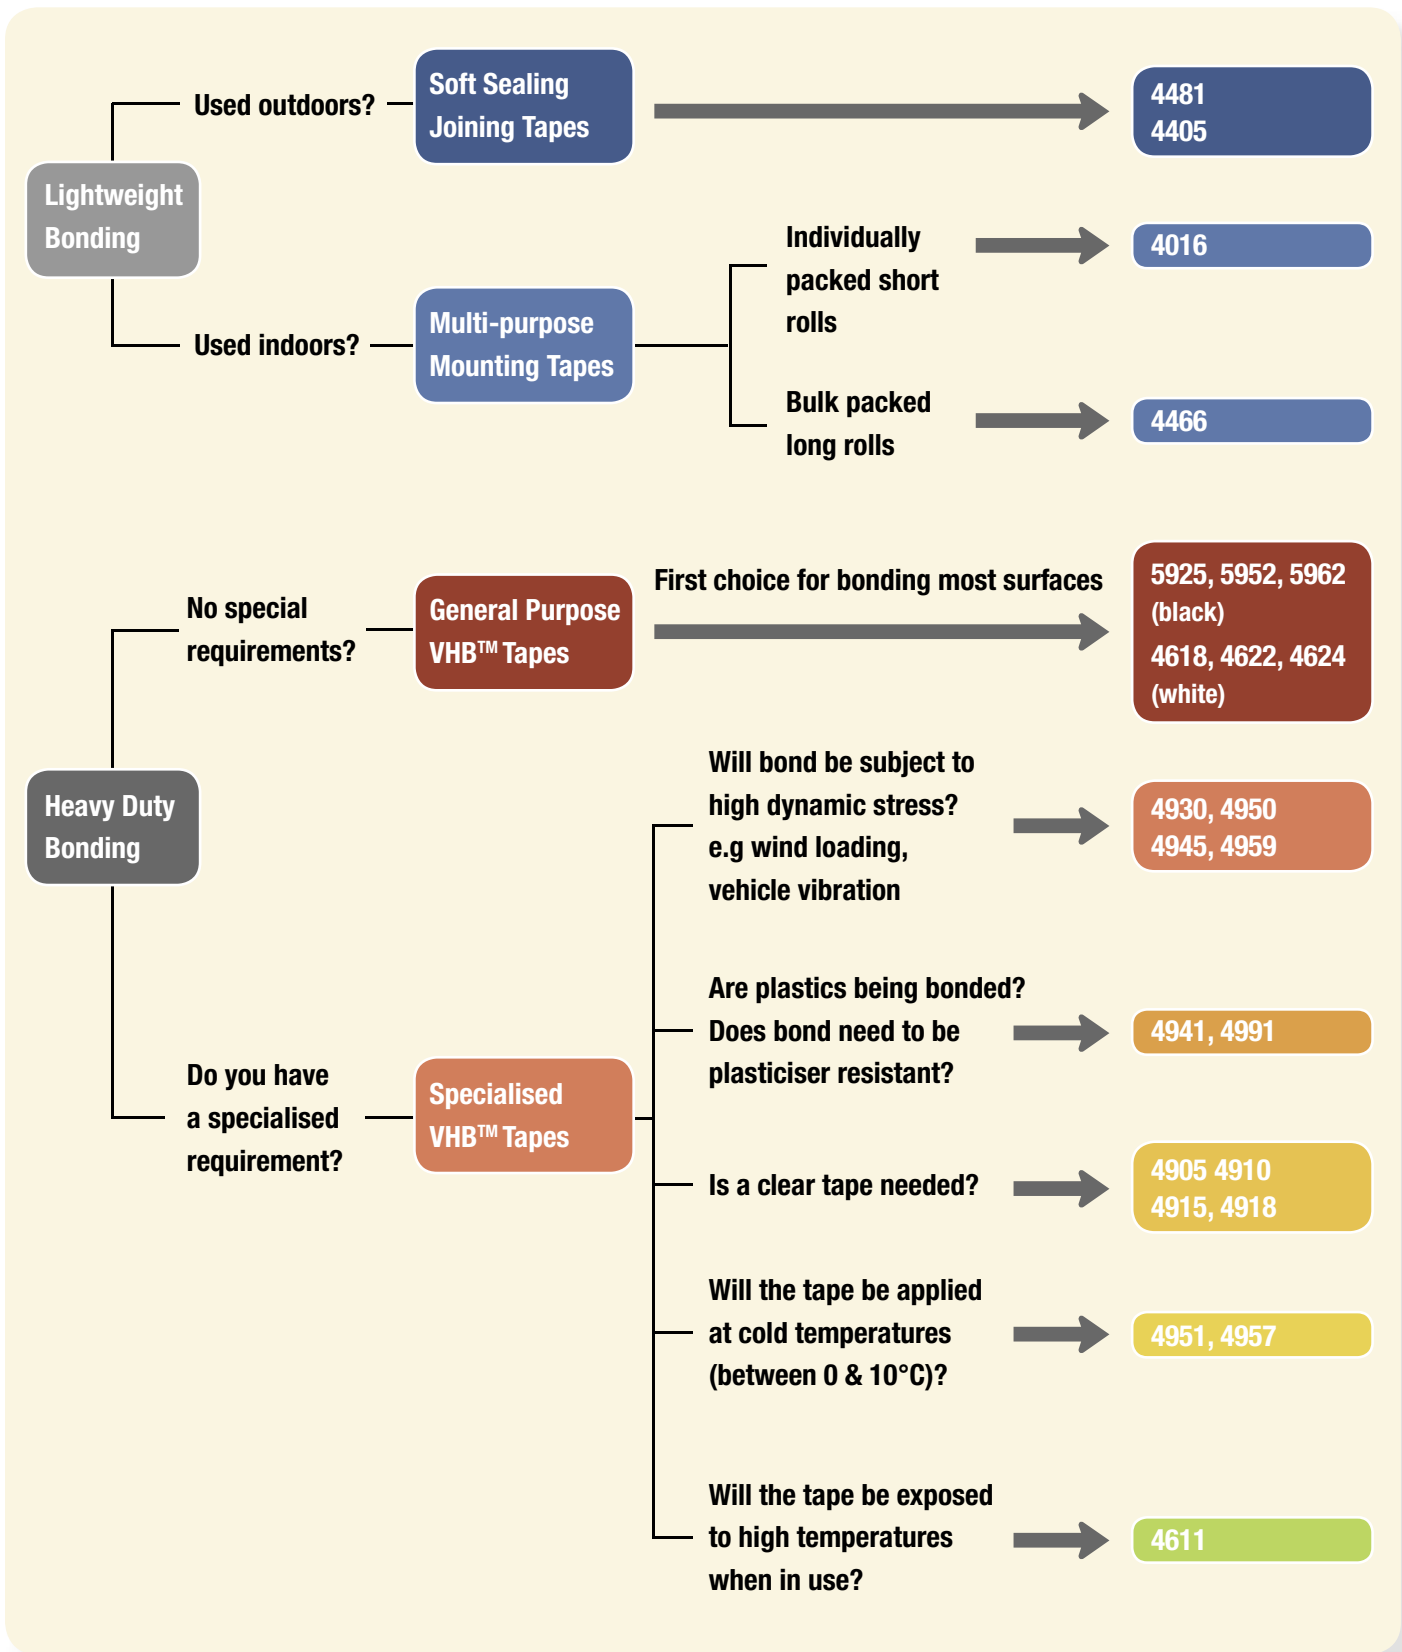 Used outdoors?
Soft Sealing
Joining Tapes
4481
4405
Lightweight
Bonding
Individually
packed short
rolls
4016
Used indoors?
Multi-purpose
Mounting Tapes
Bulk packed
long rolls
4466
No special
requirements?
General Purpose
VHB™ Tapes
First choice for bonding most surfaces
5925, 5952, 5962
(black)
4618, 4622, 4624
(white)
Heavy Duty
Bonding
Will bond be subject to
high dynamic stress?
e.g wind loading,
vehicle vibration
4930, 4950
4945, 4959
Are plastics being bonded?
Does bond need to be
plasticiser resistant?
4941, 4991
Do you have
a specialised
requirement?
Specialised
VHB™ Tapes
Is a clear tape needed?
4905 4910
4915, 4918
Will the tape be applied
at cold temperatures
(between 0 & 10°C)?
4951, 4957
Will the tape be exposed
to high temperatures
when in use?
4611